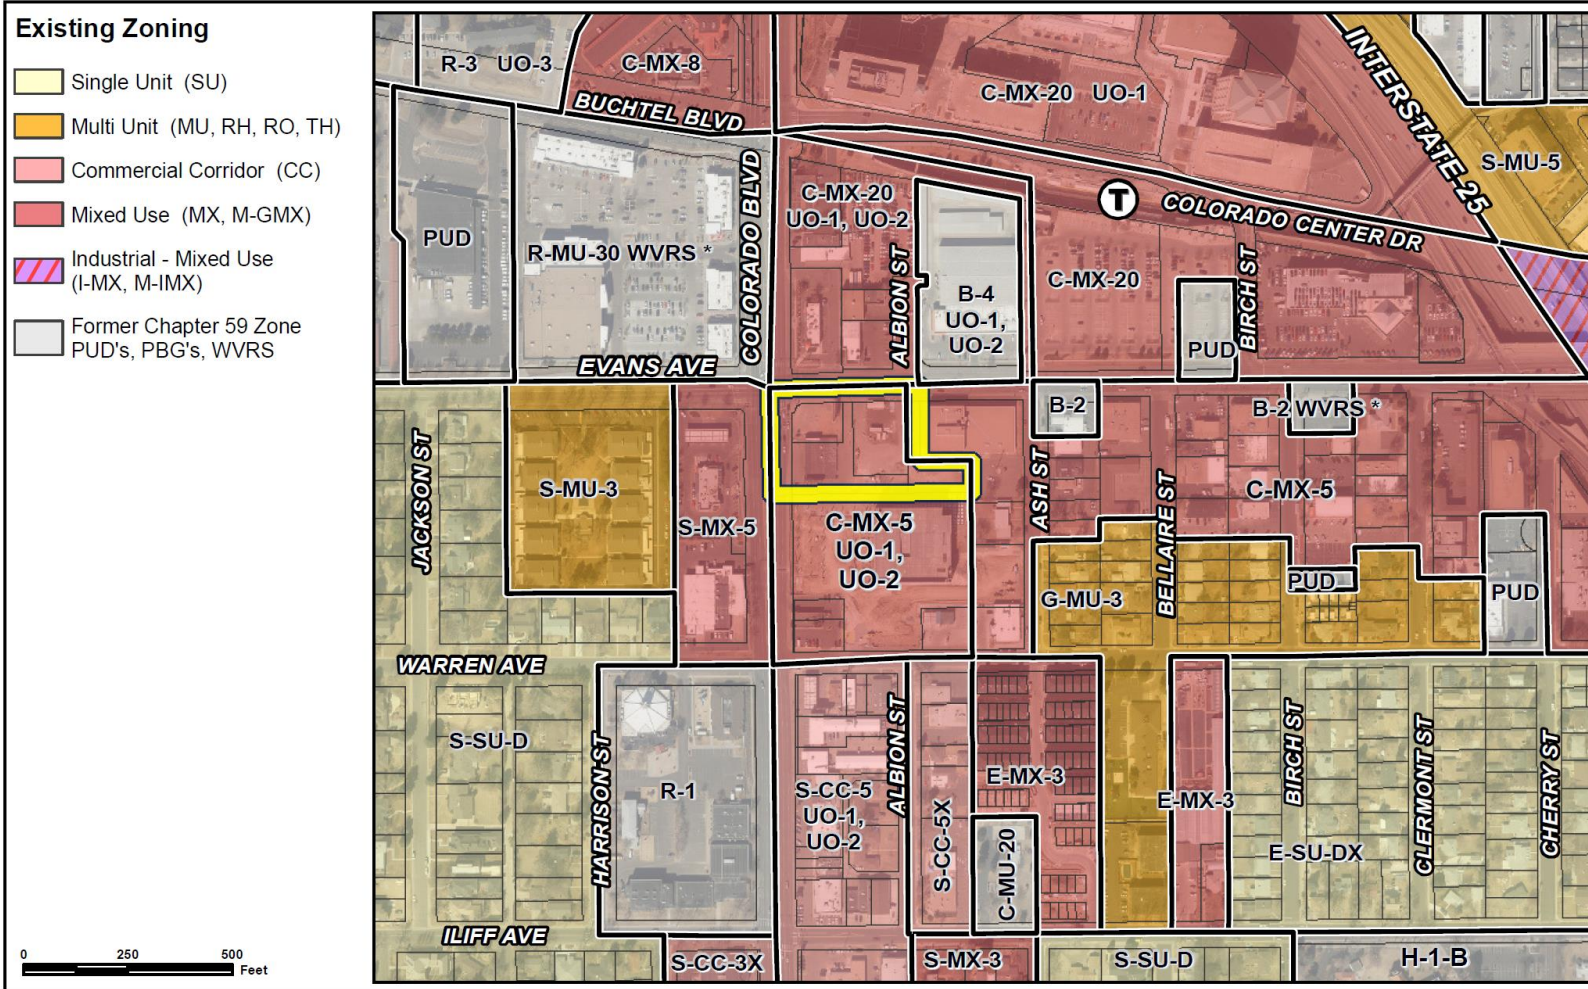 Existing Zoning
Single Unit (SU)
Multi Unit (MU, RH, RO, TH)
Commercial Corridor (CC)
Mixed Use (MX, M-GMX)
Industrial - Mixed Use
(I-MX, M-IMX)
Former Chapter 59 Zone
PUD's, PBG's, WVRS
0 250 500
Feet
R-3 UO-3
C-MX-8
BUCHTEL BLVD
C-MX-20 UO-1
INTERSTATE-25
S-MU-5
PUD
R-MU-30 WVRS *
COLORADO BLVD
C-MX-20
UO-1, UO-2
ALBION ST
B-4
UO-1,
UO-2
T
COLORADO CENTER DR
C-MX-20
PUD
BIRCH ST
EVANS AVE
JACKSON ST
S-MU-3
S-MX-5
C-MX-5
UO-1,
UO-2
B-2
ASH ST
B-2 WVRS *
C-MX-5
BELLAIRE ST
G-MU-3
PUD
PUD
WARREN AVE
S-SU-D
HARRISON ST
R-1
S-CC-5
UO-1,
UO-2
ALBION ST
S-CC-5X
E-MX-3
C-MU-20
E-MX-3
BIRCH ST
E-SU-DX
CLERMONT ST
CHERRY ST
ILIFF AVE
S-CC-3X
S-MX-3
S-SU-D
H-1-B